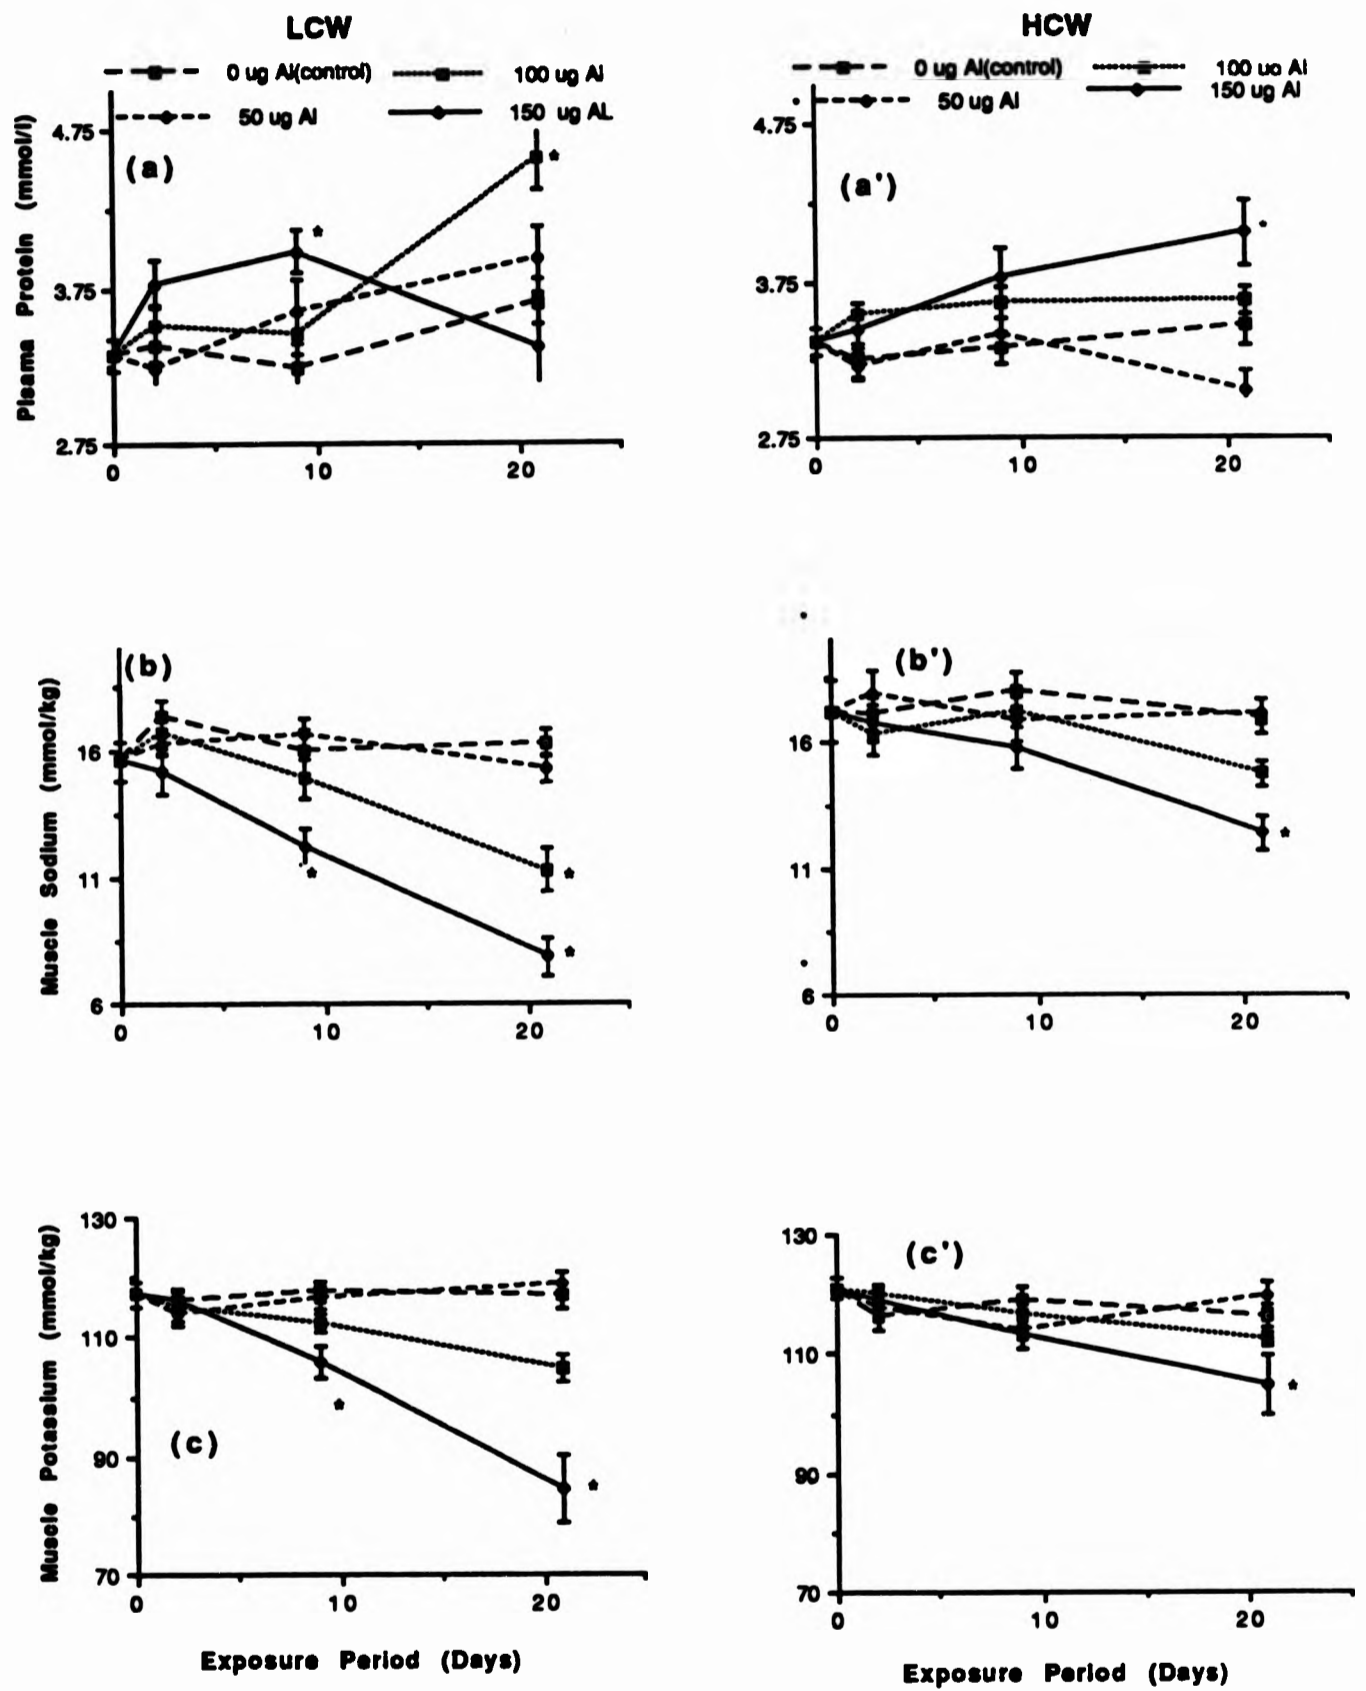 LCW
HCW
0 ug Al(control)
100 ug Al
50 ug Al
150 ug AL
0 ug Al(control)
100 ug Al
50 ug Al
150 ug Al
Plsama Protein (mmol/l)
4.75
3.75
2.75
(a)
*
*
0
10
20
4.75
3.75
2.75
(a')
0
10
20
Muscle Sodium (mmol/kg)
16
11
6
(b)
*
*
*
0
10
20
16
11
6
(b')
*
0
10
20
Muscle Potassium (mmol/kg)
130
110
90
70
(c)
*
*
0
10
20
Exposure Period (Days)
130
110
90
70
(c')
*
0
10
20
Exposure Period (Days)